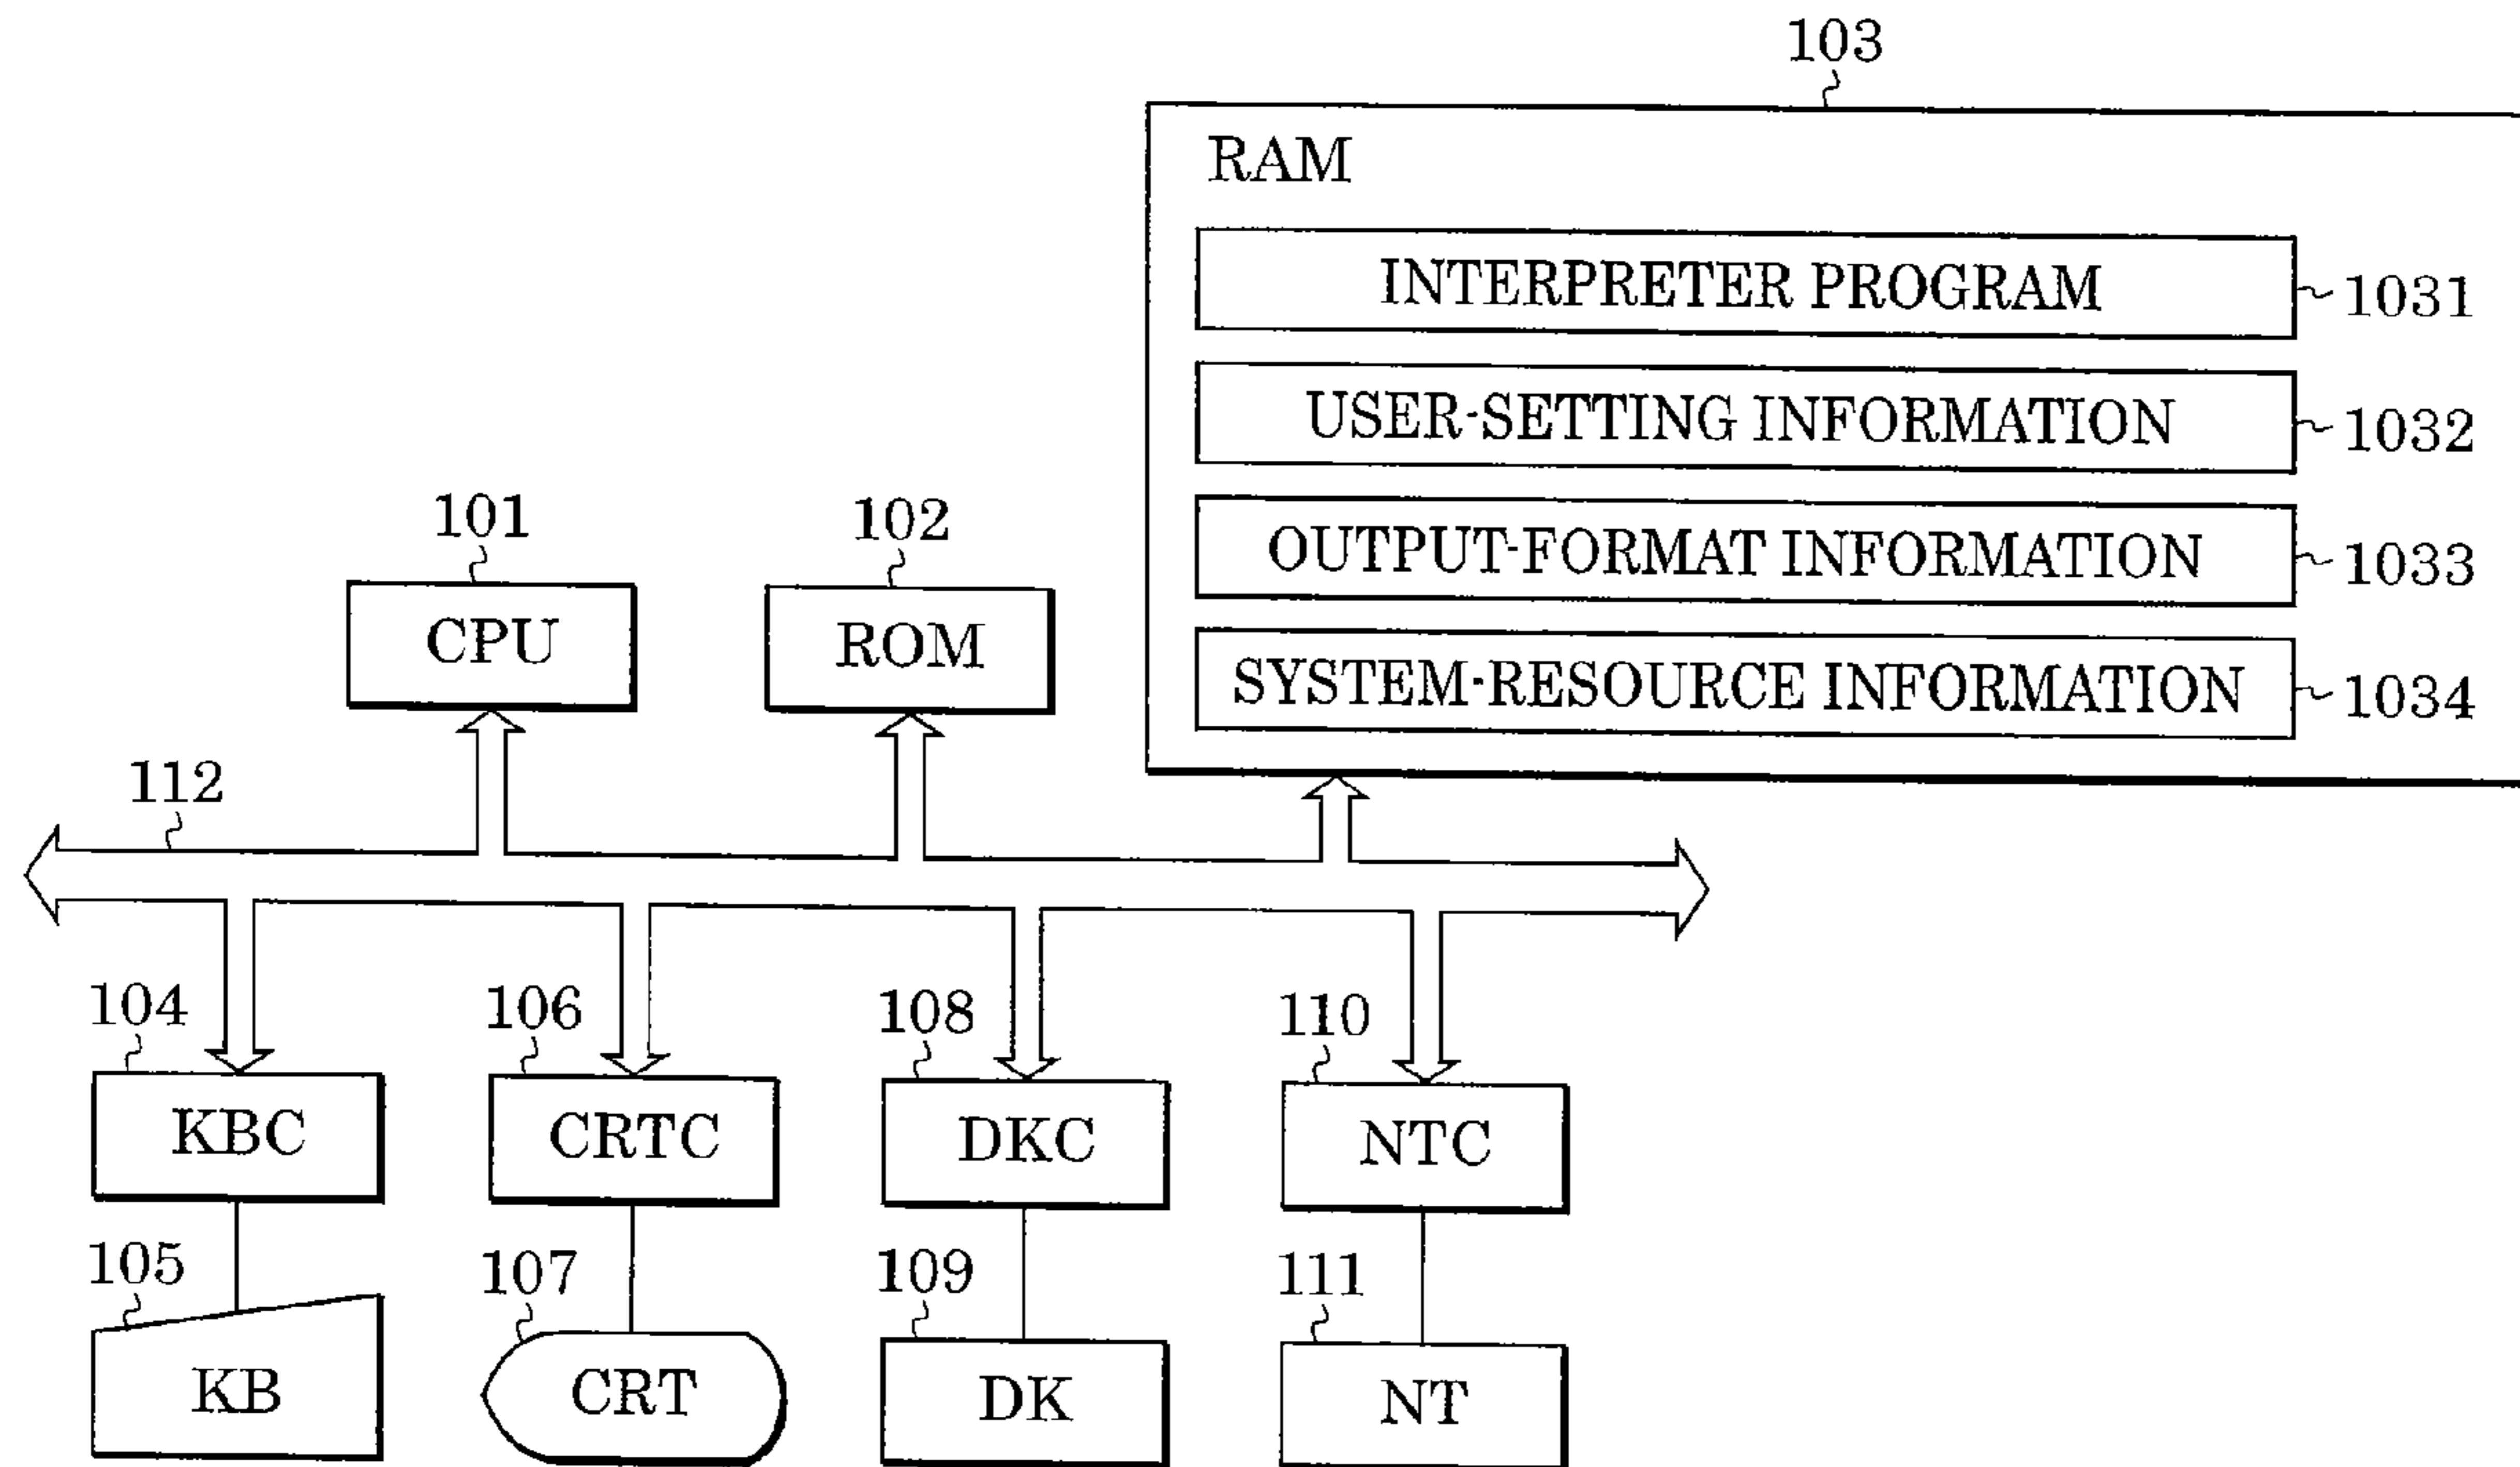 103
RAM
INTERPRETER PROGRAM
1031
USER-SETTING INFORMATION
1032
OUTPUT-FORMAT INFORMATION
1033
SYSTEM-RESOURCE INFORMATION
1034
101
CPU
102
ROM
112
104
KBC
106
CRTC
108
DKC
110
NTC
105
KB
107
CRT
109
DK
111
NT